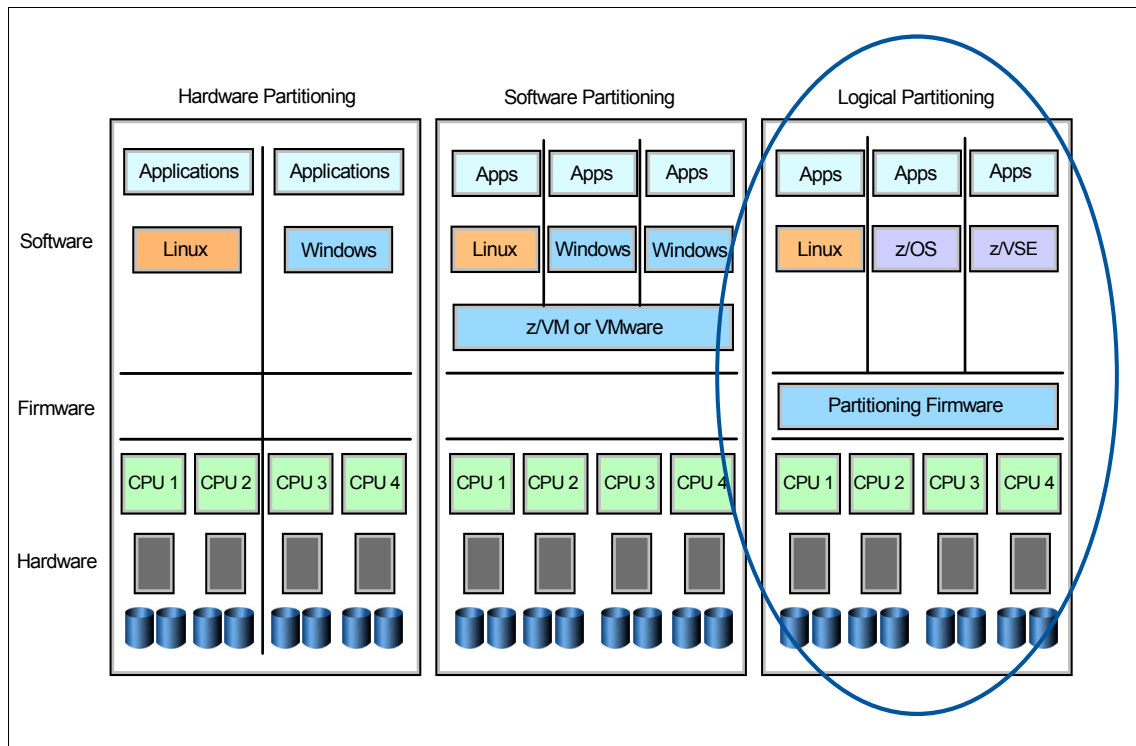 Hardware Partitioning
Software Partitioning
Logical Partitioning
Applications
Applications
Apps
Apps
Apps
Apps
Apps
Apps
Software
Linux
Windows
Linux
Windows
Windows
Linux
z/OS
z/VSE
z/VM or VMware
Firmware
Partitioning Firmware
CPU 1
CPU 2
CPU 3
CPU 4
CPU 1
CPU 2
CPU 3
CPU 4
CPU 1
CPU 2
CPU 3
CPU 4
Hardware